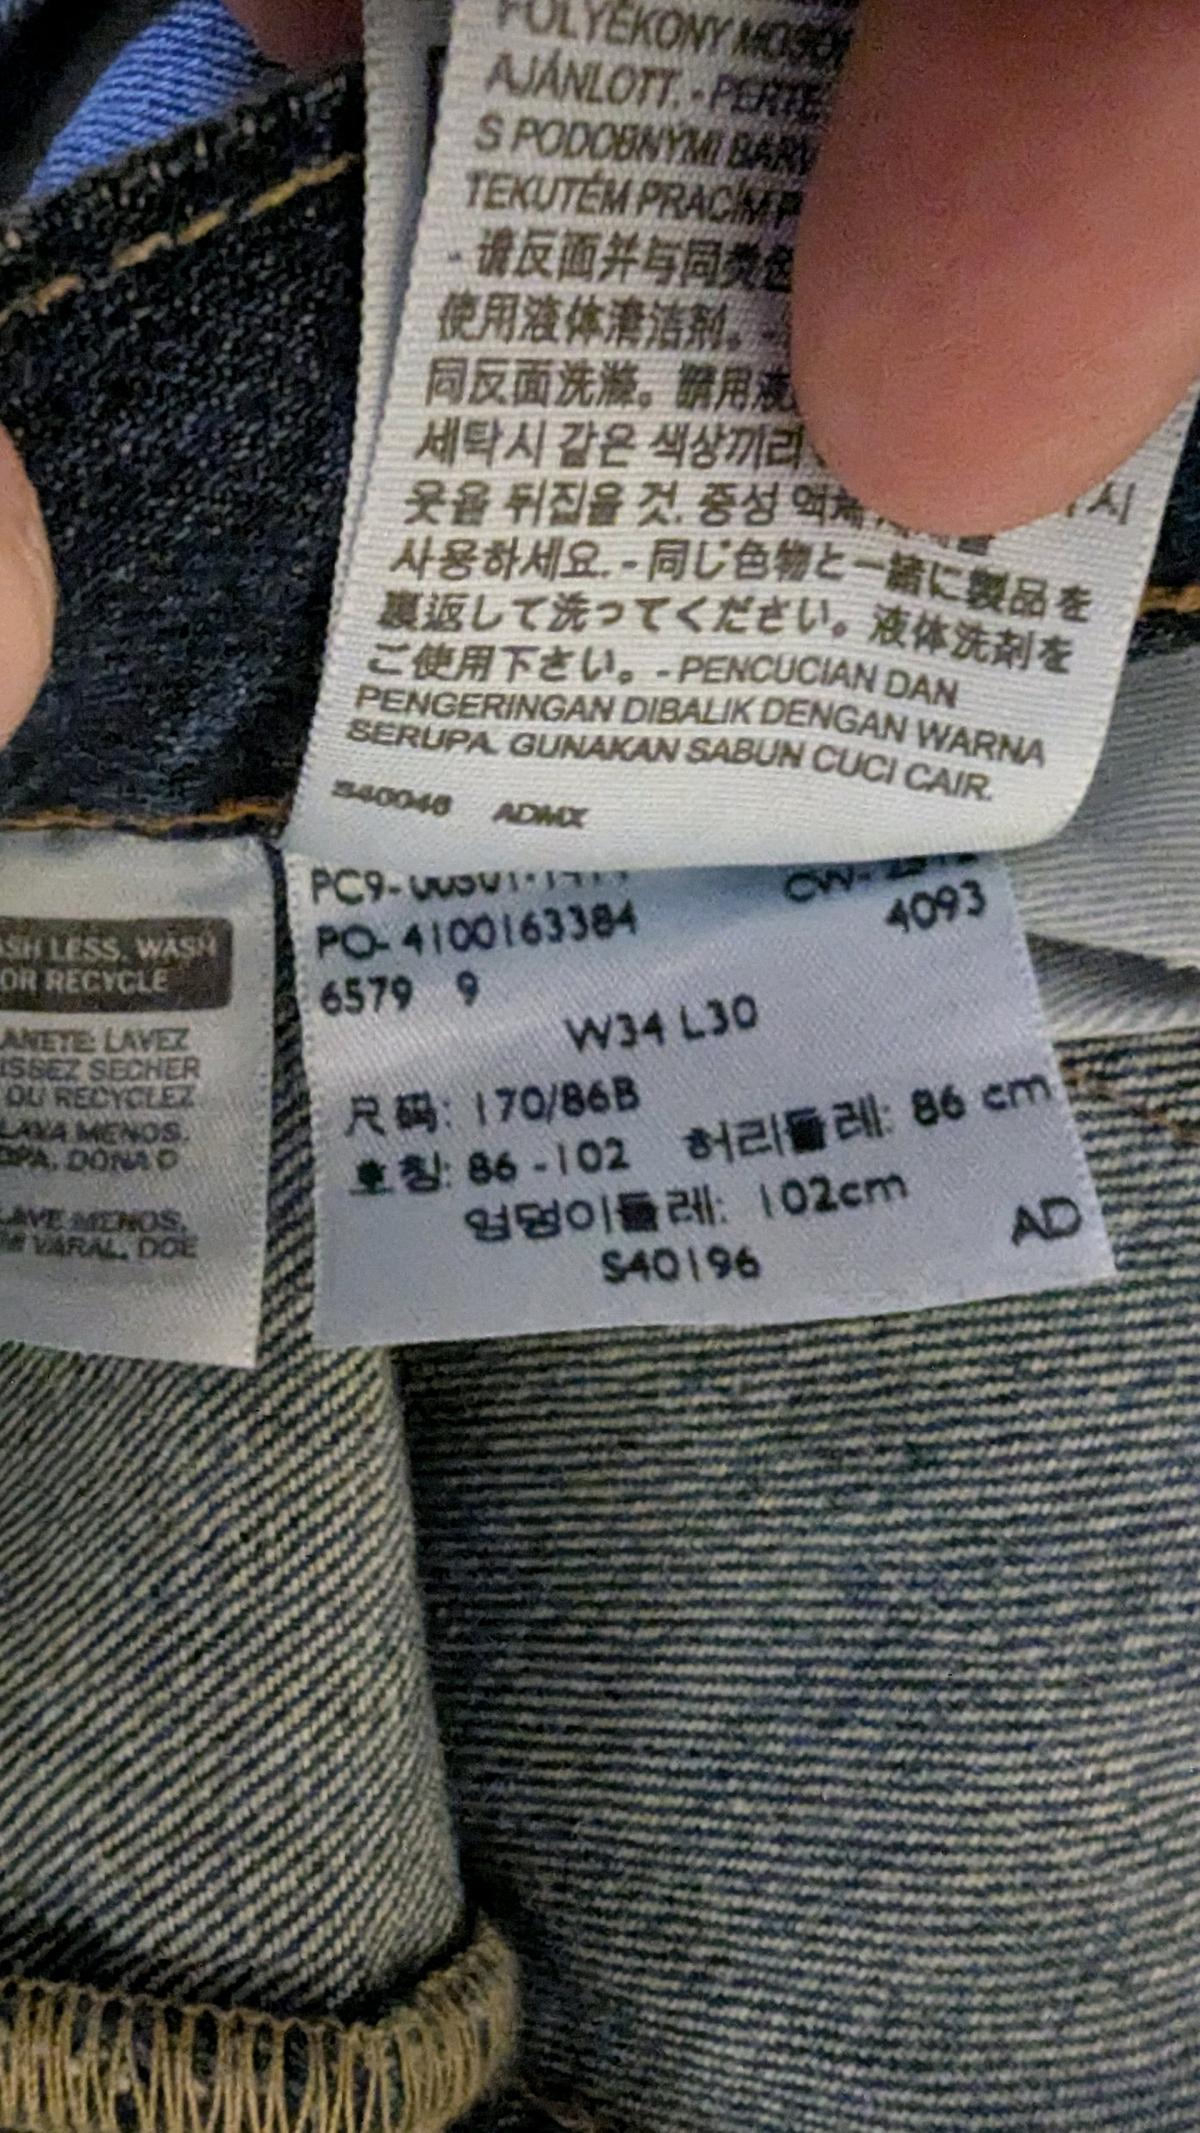 FOLYÉKONY
AJÁNLOTT. -
S PODOBNÝMI
TEKUTÉM PRACÍM
- 请反面并与同类色
使用液体清洁剂。
同反面洗滌。請用液
세탁시 같은 색상끼리
옷을 뒤집을 것. 중성 액체 시
사용하세요. - 同じ色物と一緒に製品を
裏返して洗ってください。液体洗剤を
ご使用下さい。- PENCUCIAN DAN
PENGERINGAN DIBALIK DENGAN WARNA
SERUPA. GUNAKAN SABUN CUCI CAIR.
S40046 ADMX
PC9- CW-
PO- 4100163384 4093
6579 9
W34 L30
尺码: 170/86B
호칭: 86 -102 허리둘레: 86 cm
엉덩이둘레: 102cm
S40196 AD
LESS, WASH
OR RECYCLE
LAVEZ
SECHER
OU RECYCLEZ
LAVA MENOS,
DONA O
MENOS,
VARAL, DOE